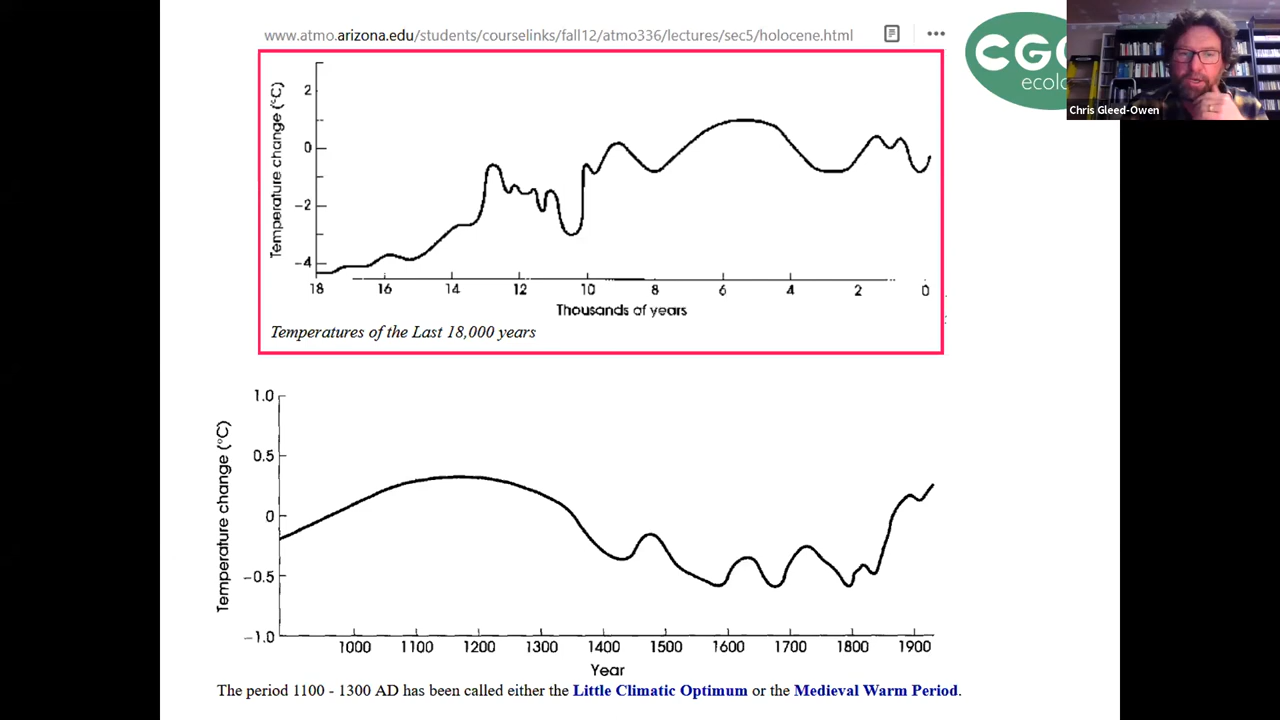 www.atmo.arizona.edu/students/courselinks/fall12/atmo336/lectures/sec5/holocene.html
CGO
ecolo
Chris Gleed-Owen
Temperature change (°C)
2
0
−2
−4
18 16 14 12 10 8 6 4 2 0
Thousands of years
Temperatures of the Last 18,000 years
Temperature change (°C)
1.0
0.5
0
−0.5
−1.0
1000 1100 1200 1300 1400 1500 1600 1700 1800 1900
Year
The period 1100 - 1300 AD has been called either the Little Climatic Optimum or the Medieval Warm Period.